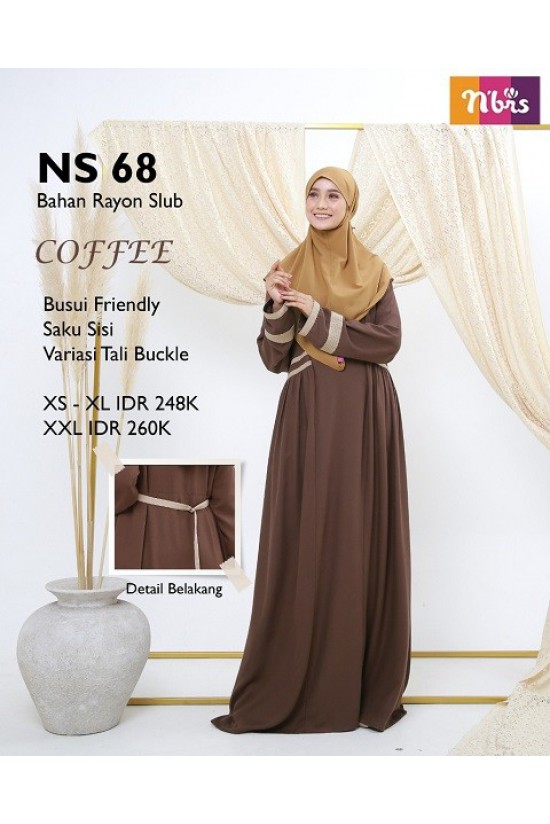 N'brs
NS 68
Bahan Rayon Slub
COFFEE
Busui Friendly
Saku Sisi
Variasi Tali Buckle
XS - XL IDR 248K
XXL IDR 260K
Detail Belakang